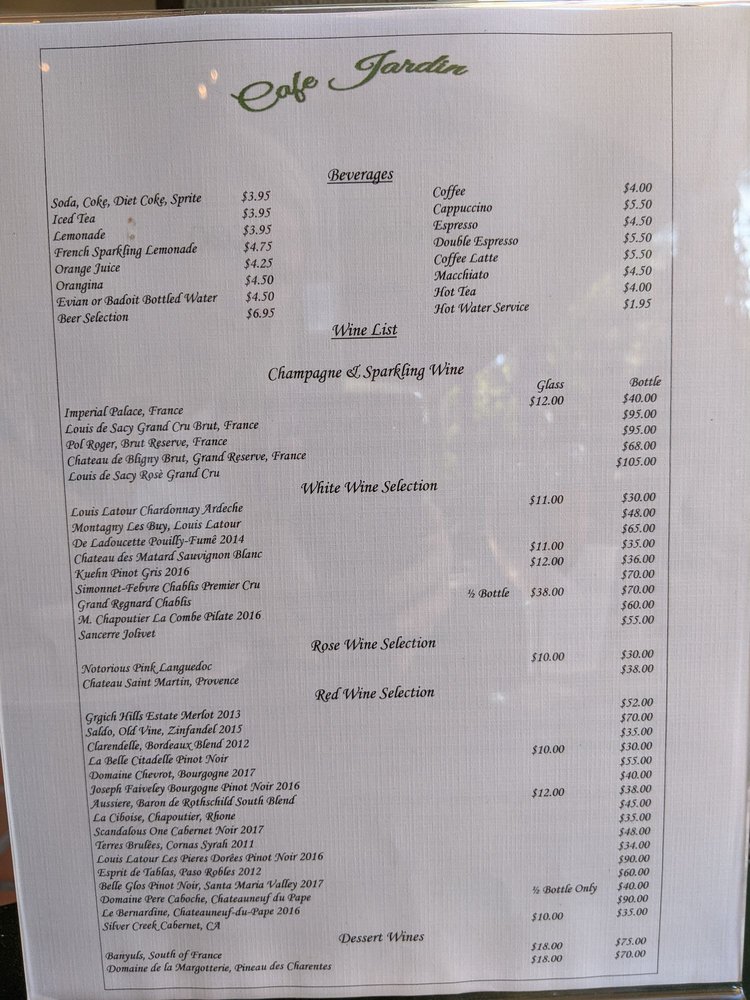 Cafe Jardin
Beverages
Soda, Coke, Diet Coke, Sprite $3.95
Iced Tea $3.95
Lemonade $3.95
French Sparkling Lemonade $4.75
Orange Juice $4.25
Orangina $4.50
Evian or Badoit Bottled Water $4.50
Beer Selection $6.95
Coffee $4.00
Cappuccino $5.50
Espresso $4.50
Double Espresso $5.50
Coffee Latte $5.50
Macchiato $4.50
Hot Tea $4.00
Hot Water Service $1.95
Wine List
Champagne & Sparkling Wine
Glass Bottle
Imperial Palace, France $12.00 $40.00
Louis de Sacy Grand Cru Brut, France $95.00
Pol Roger, Brut Reserve, France $95.00
Chateau de Bligny Brut, Grand Reserve, France $68.00
Louis de Sacy Rosè Grand Cru $105.00
White Wine Selection
Louis Latour Chardonnay Ardeche $11.00 $30.00
Montagny Les Buy, Louis Latour $48.00
De Ladoucette Pouilly-Fumê 2014 $65.00
Chateau des Matard Sauvignon Blanc $11.00 $35.00
Kuehn Pinot Gris 2016 $12.00 $36.00
Simonnet-Febvre Chablis Premier Cru $70.00
Grand Regnard Chablis ½ Bottle $38.00 $70.00
M. Chapoutier La Combe Pilate 2016 $60.00
Sancerre Jolivet $55.00
Rose Wine Selection
Notorious Pink Languedoc $10.00 $30.00
Chateau Saint Martin, Provence $38.00
Red Wine Selection
Grgich Hills Estate Merlot 2013 $52.00
Saldo, Old Vine, Zinfandel 2015 $70.00
Clarendelle, Bordeaux Blend 2012 $35.00
La Belle Citadelle Pinot Noir $10.00 $30.00
Domaine Chevrot, Bourgogne 2017 $55.00
Joseph Faiveley Bourgogne Pinot Noir 2016 $40.00
Aussiere, Baron de Rothschild South Blend $12.00 $38.00
La Ciboise, Chapoutier, Rhone $45.00
Scandalous One Cabernet Noir 2017 $35.00
Terres Brulèes, Cornas Syrah 2011 $48.00
Louis Latour Les Pieres Dorêes Pinot Noir 2016 $34.00
Esprit de Tablas, Paso Robles 2012 $90.00
Belle Glos Pinot Noir, Santa Maria Valley 2017 $60.00
Domaine Pere Caboche, Chateauneuf du Pape ½ Bottle Only $40.00
Le Bernardine, Chateauneuf-du-Pape 2016 $90.00
Silver Creek Cabernet, CA $10.00 $35.00
Dessert Wines
Banyuls, South of France $18.00 $75.00
Domaine de la Margotterie, Pineau des Charentes $18.00 $70.00